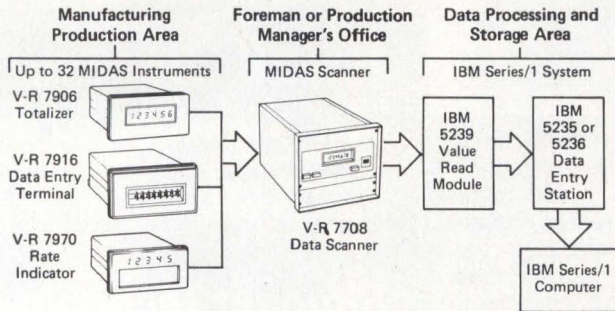 Manufacturing
Production Area
Up to 32 MIDAS Instruments
V-R 7906
Totalizer
123456
V-R 7916
Data Entry
Terminal
V-R 7970
Rate
Indicator
12345
Foreman or Production
Manager's Office
MIDAS Scanner
V-R 7708
Data Scanner
Data Processing and
Storage Area
IBM Series/1 System
IBM
5239
Value
Read
Module
IBM
5235 or
5236
Data
Entry
Station
IBM Series/1
Computer